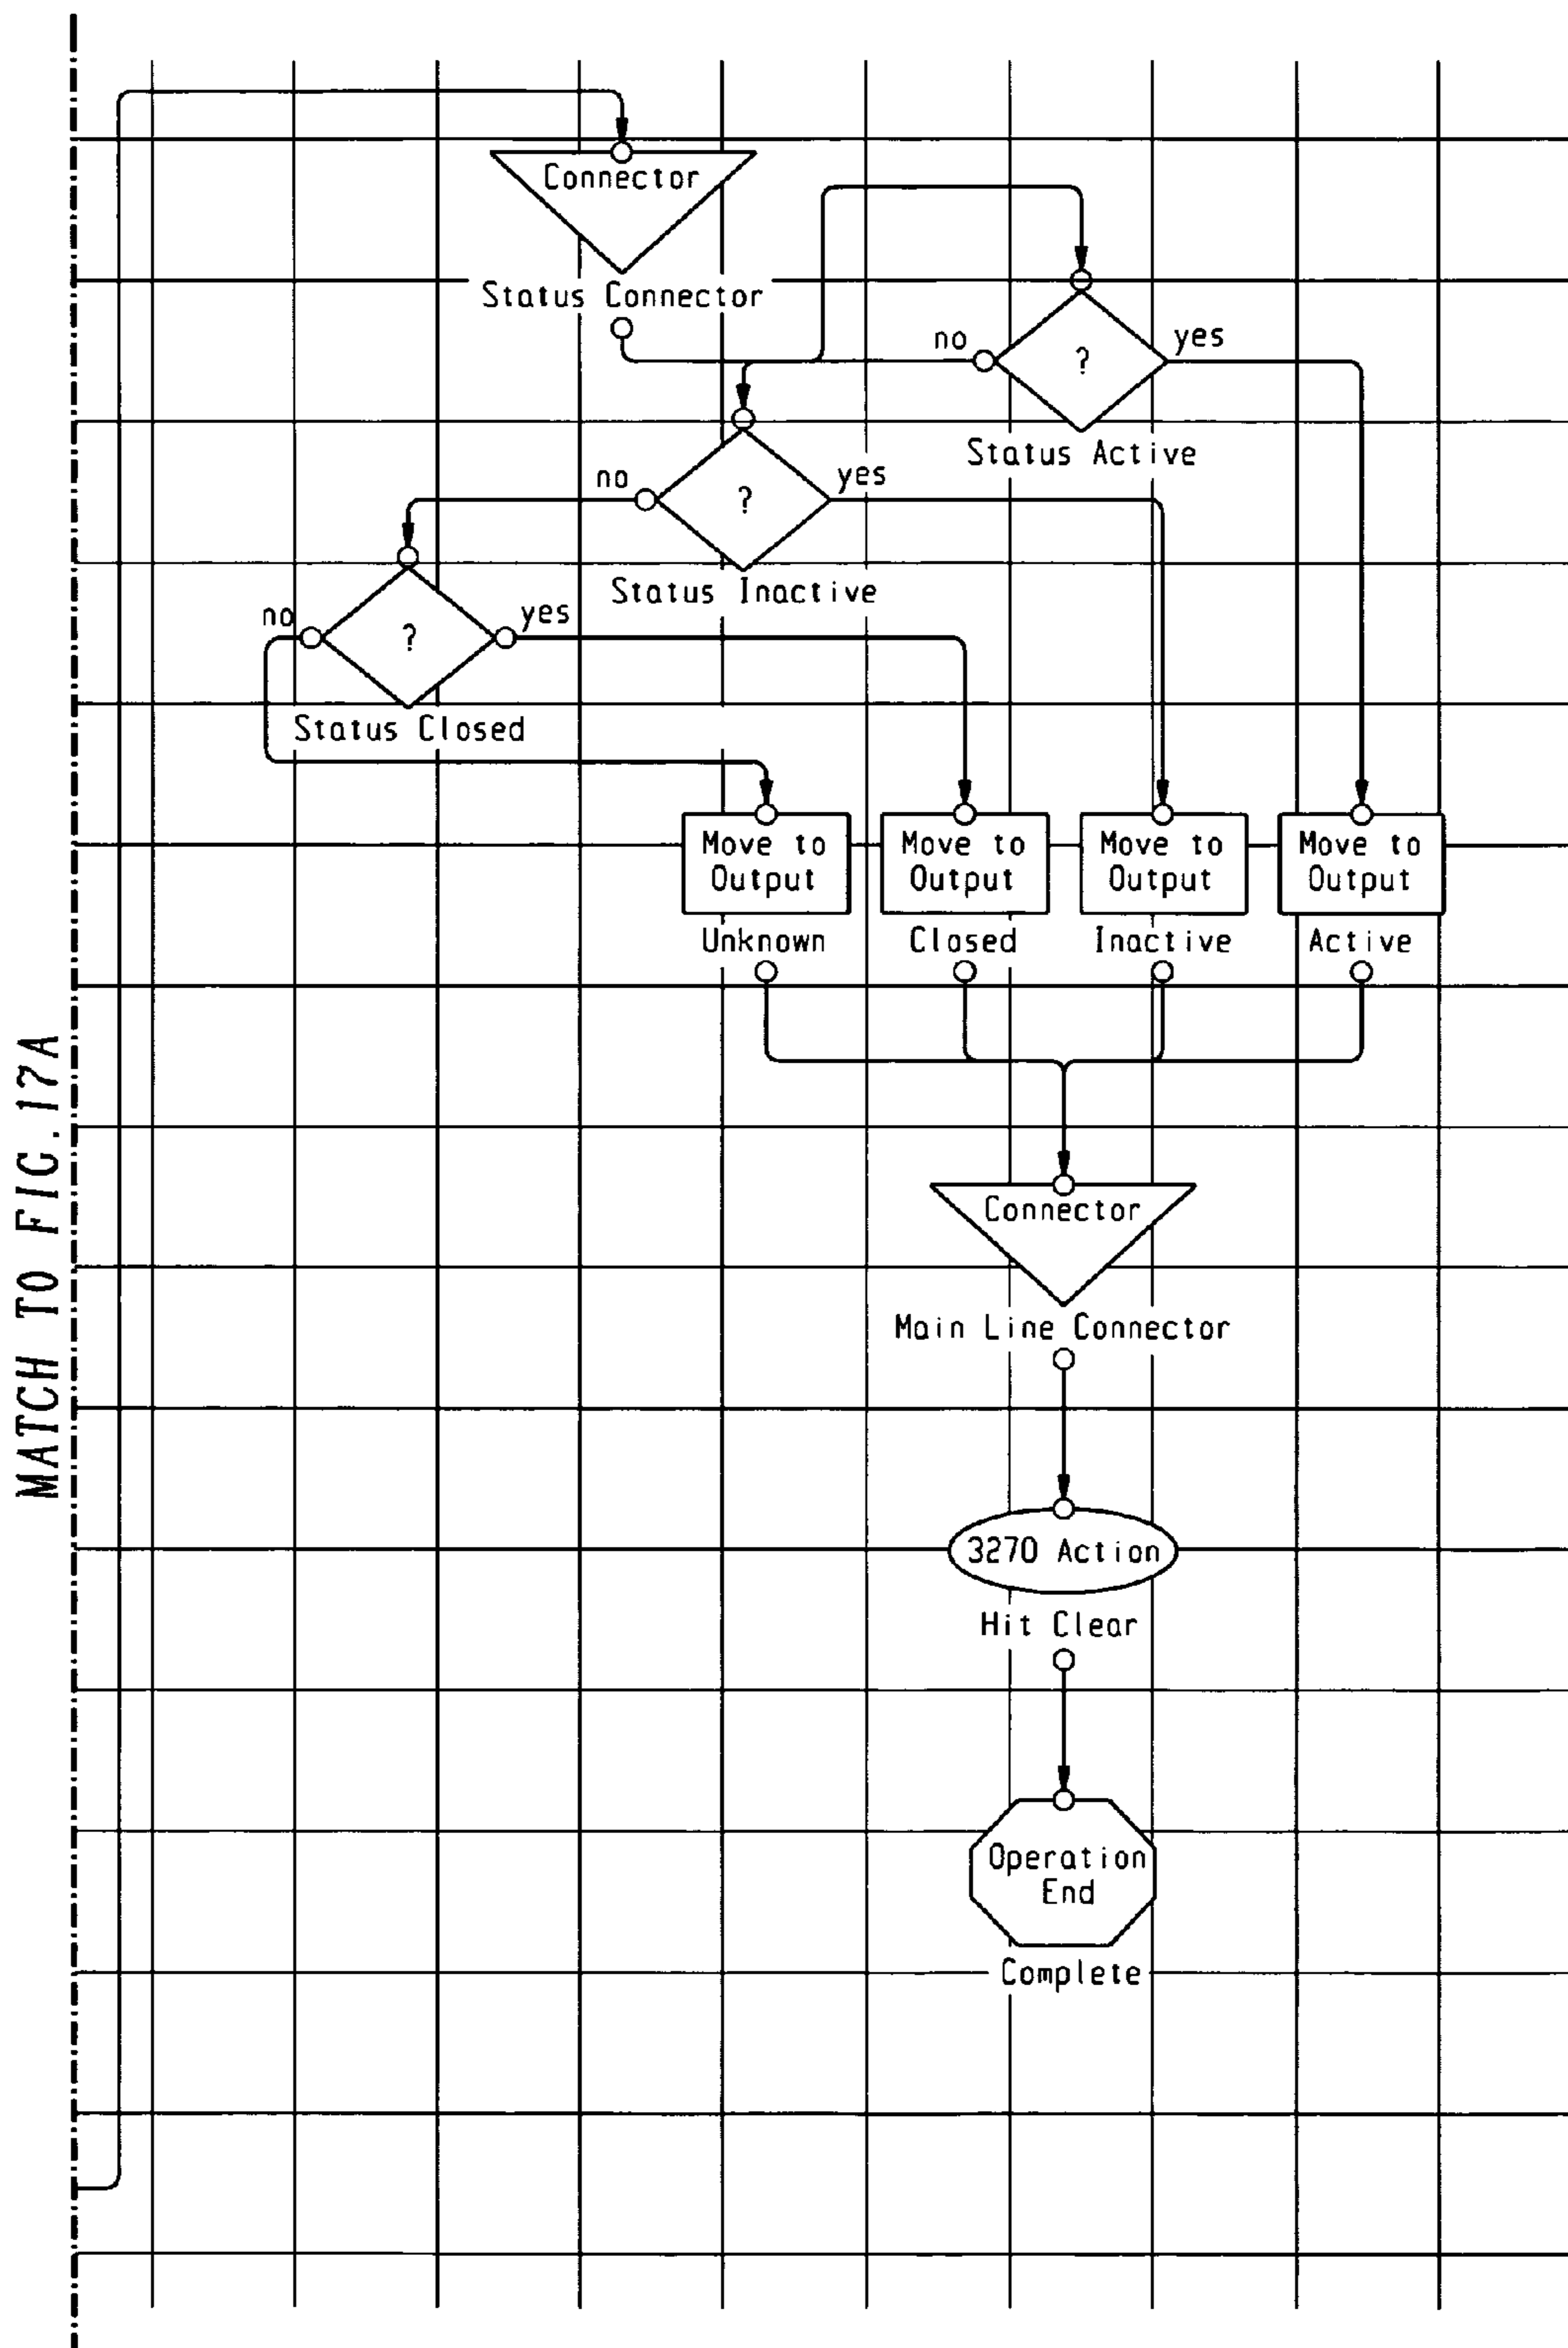 Connector
Status Connector
no
?
yes
Status Active
no
?
yes
Status Inactive
no
?
yes
Status Closed
Move to
Output
Unknown
Move to
Output
Closed
Move to
Output
Inactive
Move to
Output
Active
Connector
Main Line Connector
3270 Action
Hit Clear
Operation
End
Complete
MATCH TO FIG.17A